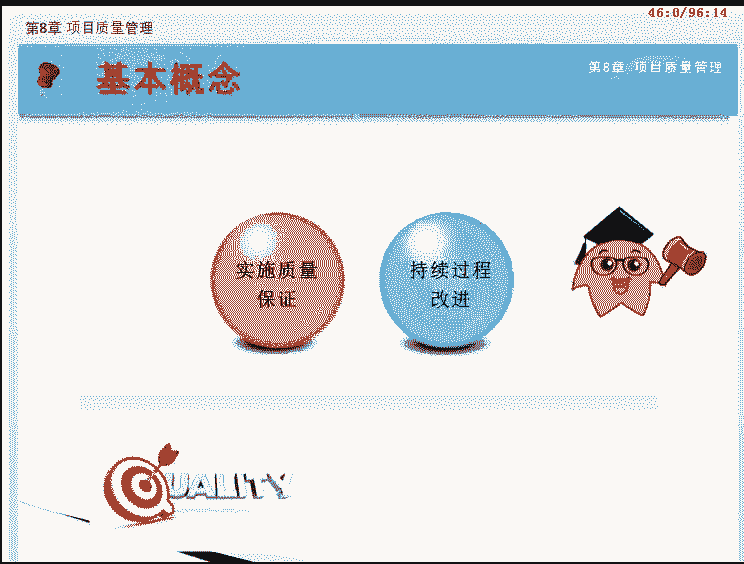 46:0/96:14
第8章 项目质量管理
基本概念
第8章 项目质量管理
实施质量
保证
持续过程
改进
QUALITY